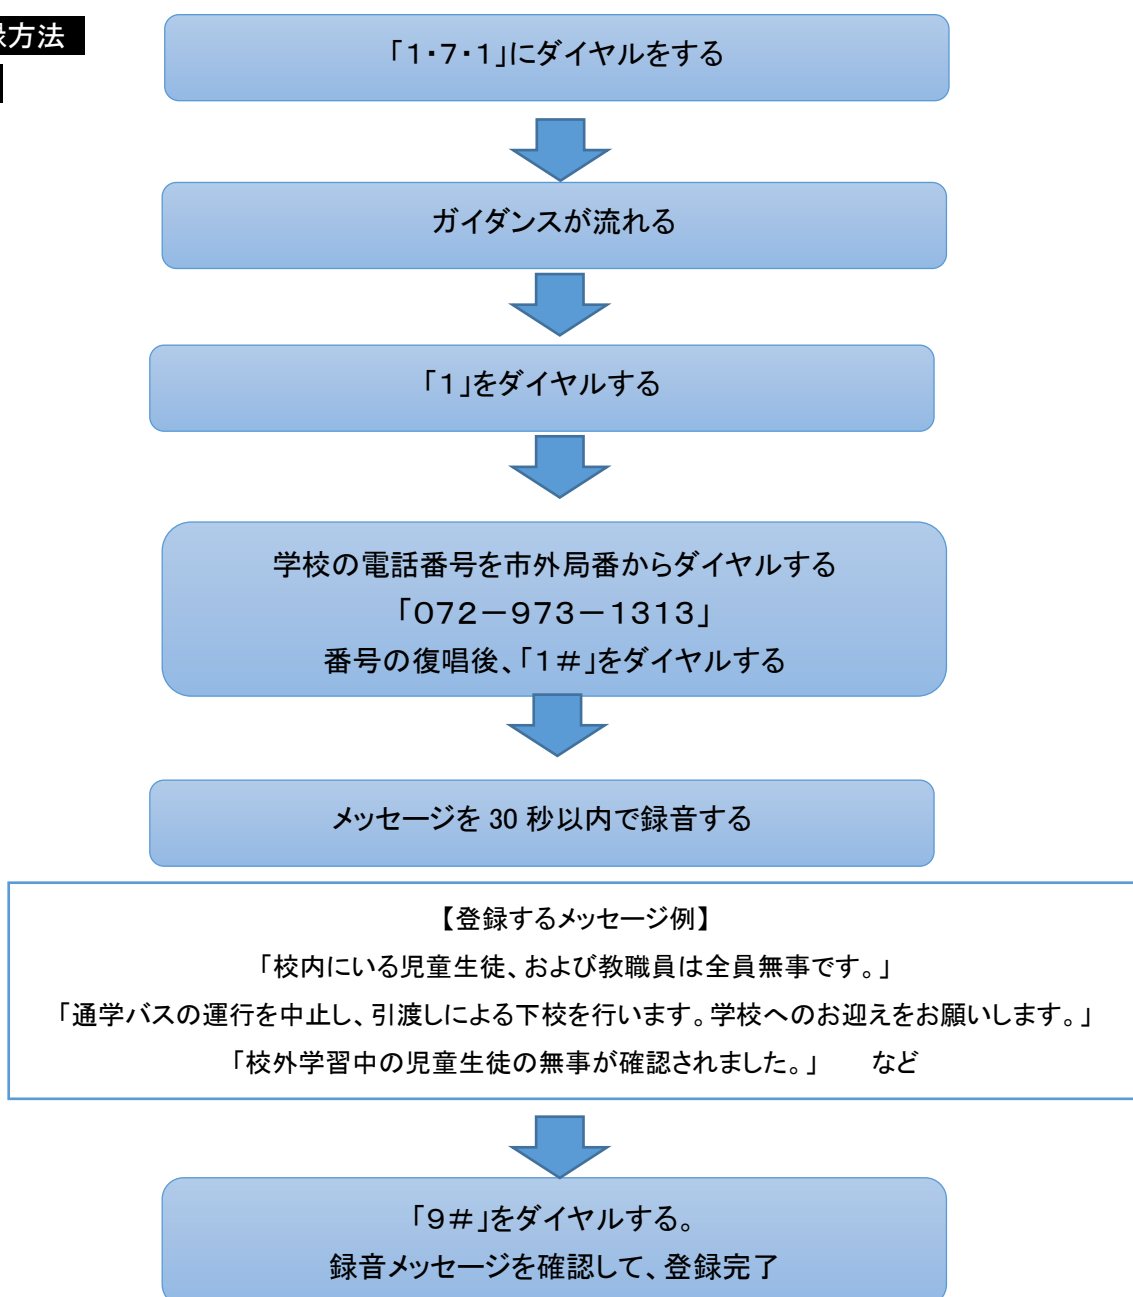 録方法
「１・７・１」にダイヤルをする
ガイダンスが流れる
「１」をダイヤルする
学校の電話番号を市外局番からダイヤルする
「０７２－９７３－１３１３」
番号の復唱後、「１＃」をダイヤルする
メッセージを 30 秒以内で録音する
【登録するメッセージ例】
「校内にいる児童生徒、および教職員は全員無事です。」
「通学バスの運行を中止し、引渡しによる下校を行います。学校へのお迎えをお願いします。」
「校外学習中の児童生徒の無事が確認されました。」　　など
「９＃」をダイヤルする。
録音メッセージを確認して、登録完了